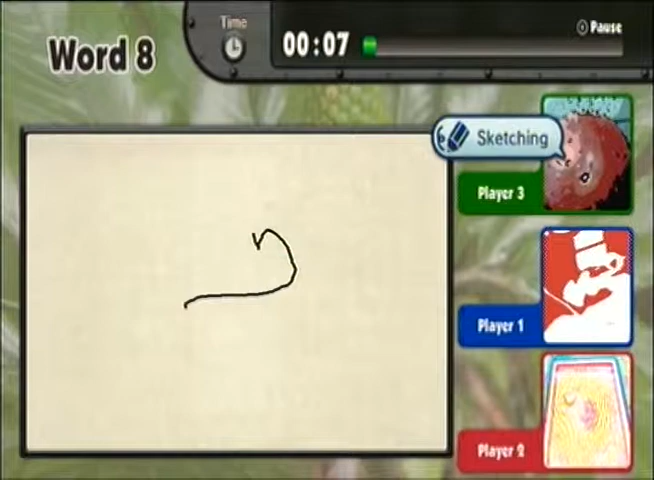 Time
Word 8
00:07
Pause
Sketching
Player 3
Player 1
Player 2